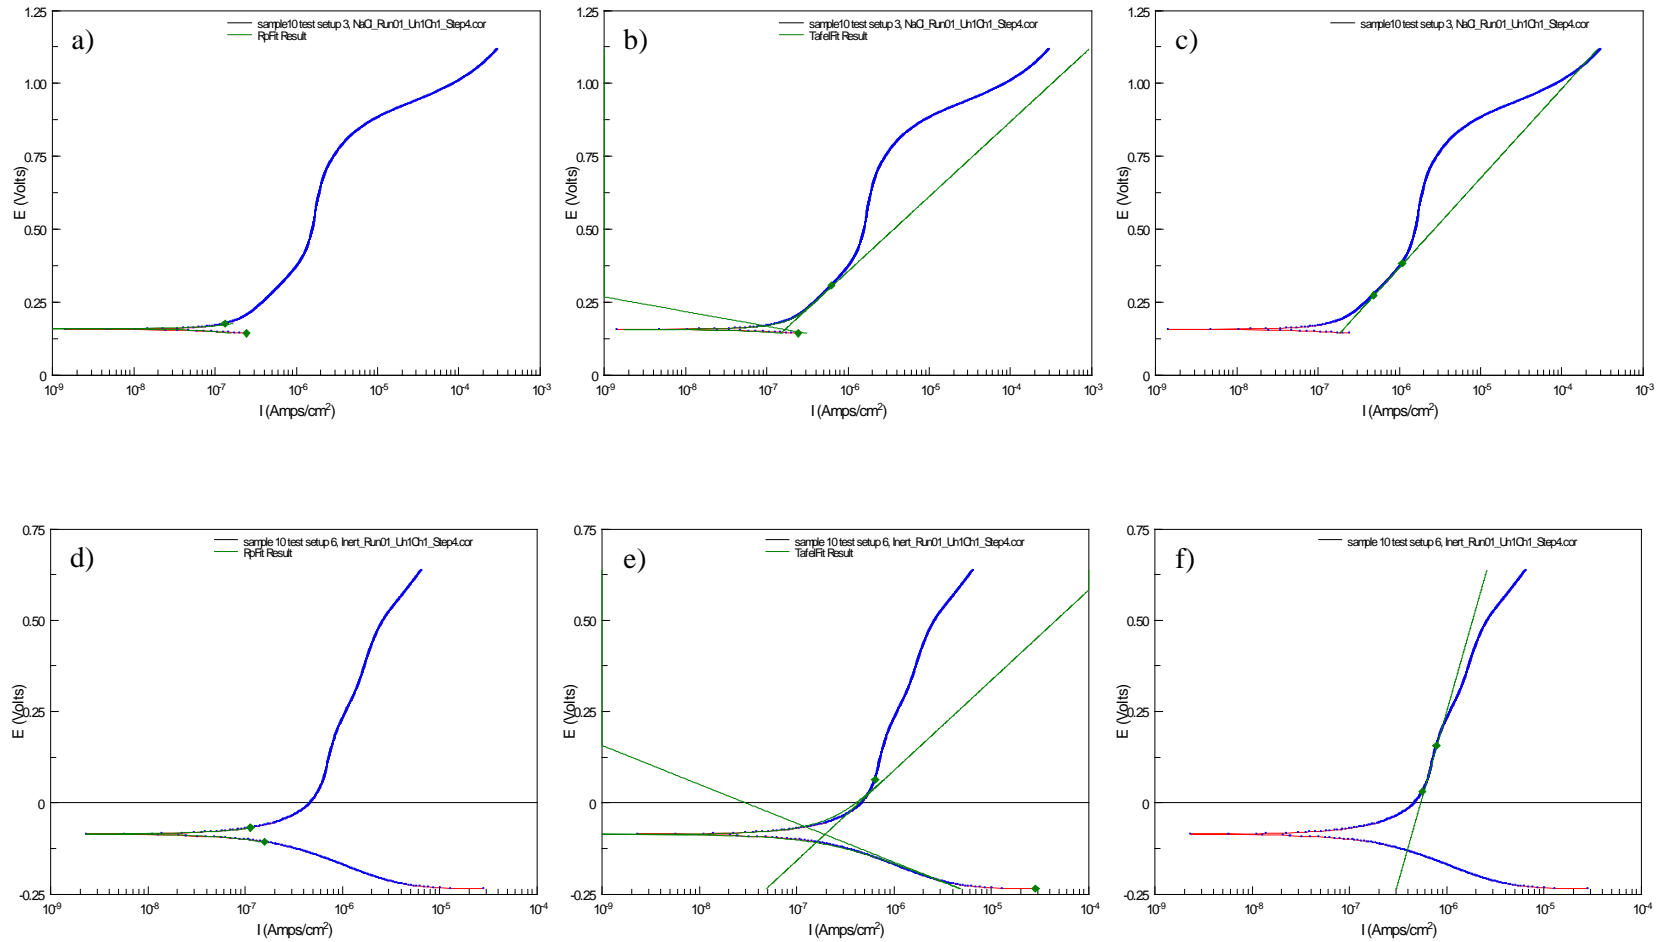 a)
sample10 test setup 3, NaCl_Run01_Un1Ch1_Step4.cor
RpFit Result
1.25
1.00
0.75
0.50
0.25
0
E (Volts)
10-9 10-8 10-7 10-6 10-5 10-4 10-3
I (Amps/cm2)
b)
sample10 test setup 3, NaCl_Run01_Un1Ch1_Step4.cor
TafelFit Result
1.25
1.00
0.75
0.50
0.25
0
E (Volts)
10-9 10-8 10-7 10-6 10-5 10-4 10-3
I (Amps/cm2)
c)
sample10 test setup 3, NaCl_Run01_Un1Ch1_Step4.cor
1.25
1.00
0.75
0.50
0.25
0
E (Volts)
10-9 10-8 10-7 10-6 10-5 10-4 10-3
I (Amps/cm2)
d)
sample 10 test setup 6, Inert_Run01_Un1Ch1_Step4.cor
RpFit Result
0.75
0.50
0.25
0
-0.25
E (Volts)
10-9 10-8 10-7 10-6 10-5 10-4
I (Amps/cm2)
e)
sample 10 test setup 6, Inert_Run01_Un1Ch1_Step4.cor
TafelFit Result
0.75
0.50
0.25
0
-0.25
E (Volts)
10-9 10-8 10-7 10-6 10-5 10-4
I (Amps/cm2)
f)
sample 10 test setup 6, Inert_Run01_Un1Ch1_Step4.cor
0.75
0.50
0.25
0
-0.25
E (Volts)
10-9 10-8 10-7 10-6 10-5 10-4
I (Amps/cm2)